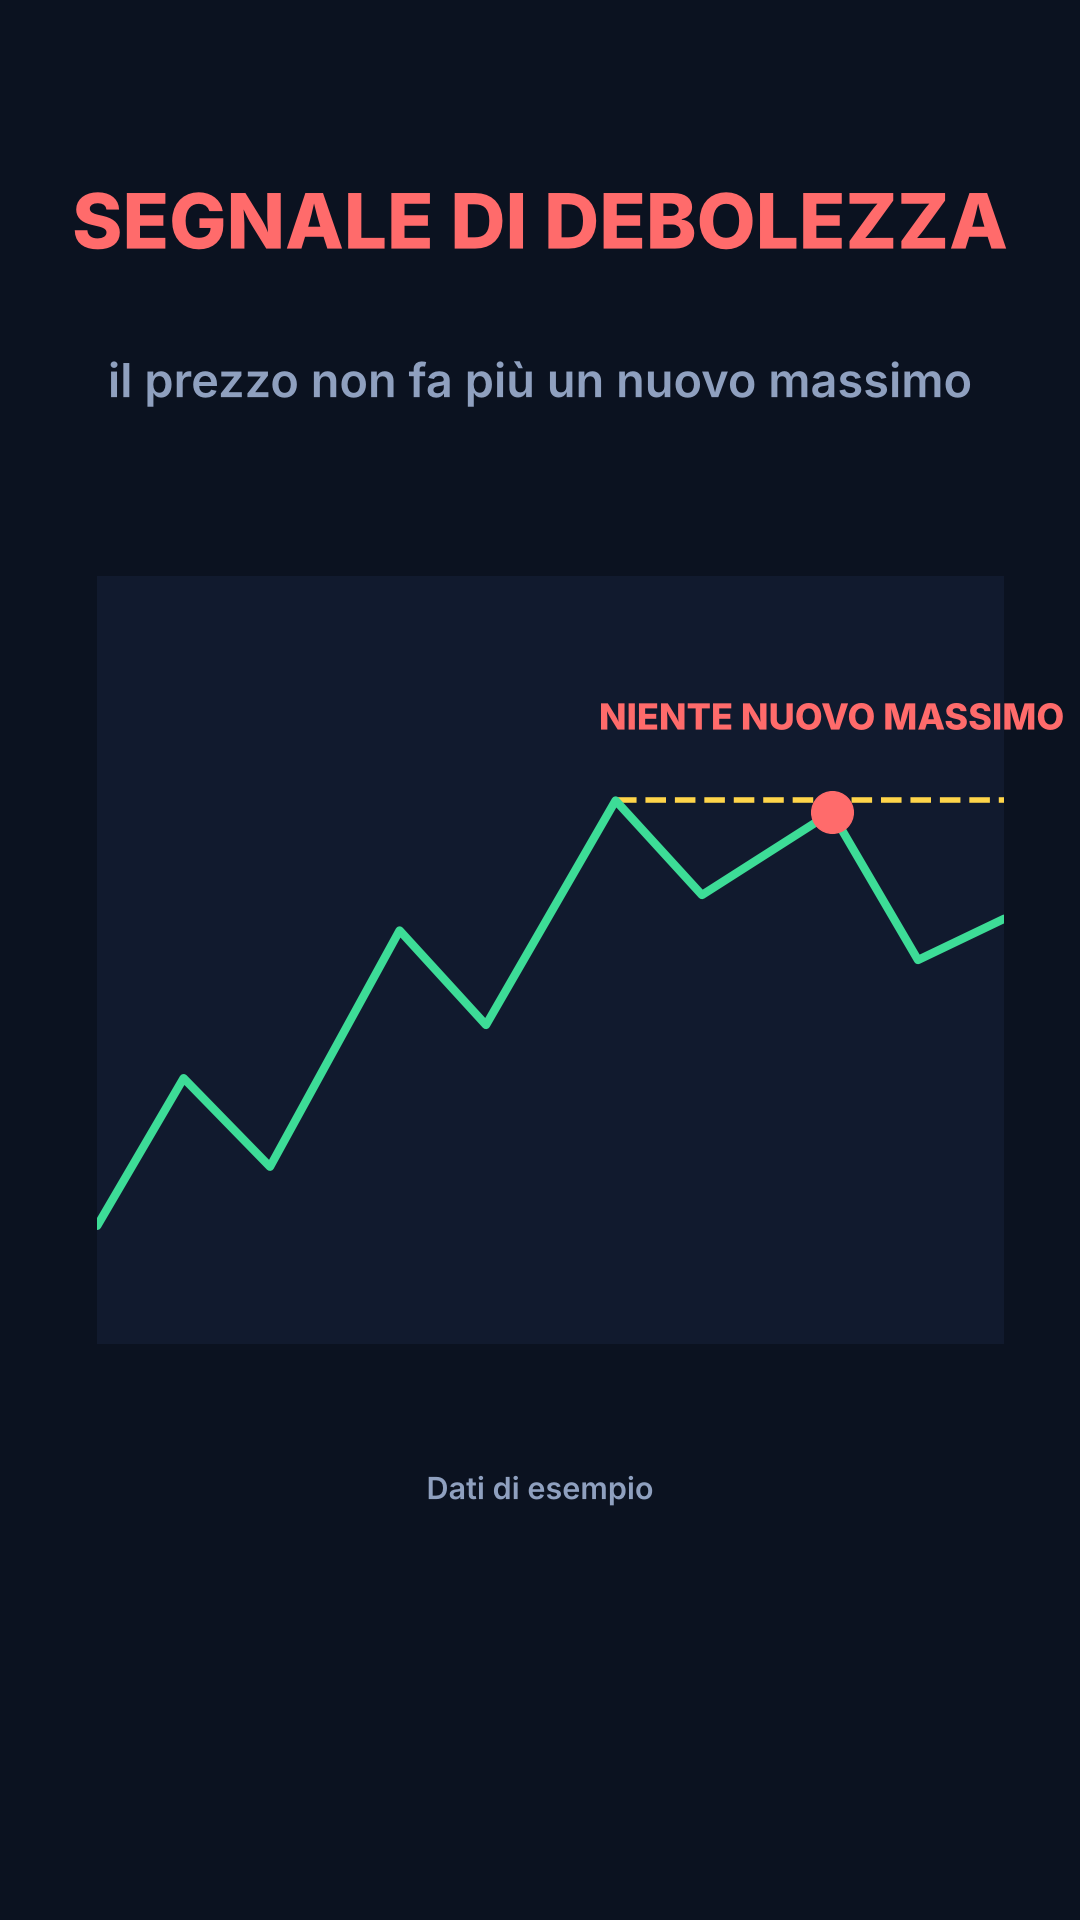 SEGNALE DI DEBOLEZZA
il prezzo non fa più un nuovo massimo
NIENTE NUOVO MASSIMO
Dati di esempio